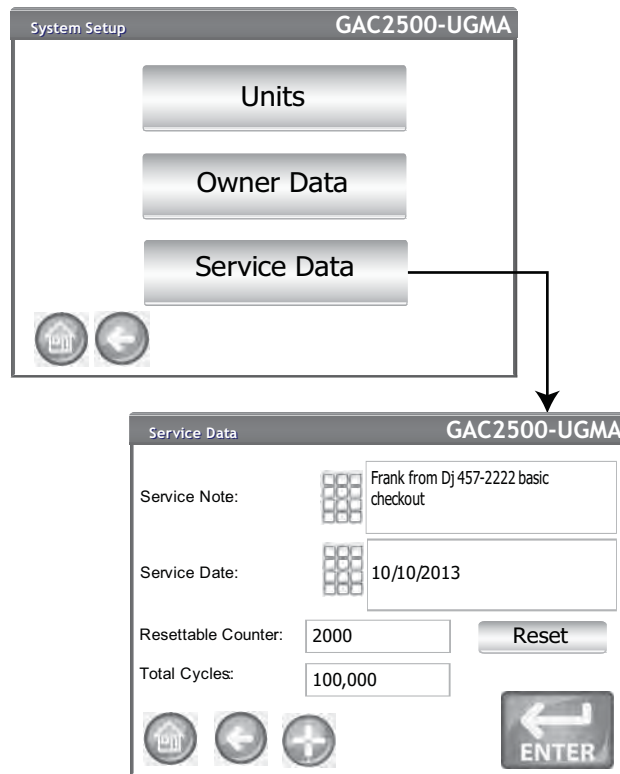 System Setup GAC2500-UGMA
Units
Owner Data
Service Data
Service Data GAC2500-UGMA
Service Note: Frank from Dj 457-2222 basic
checkout
Service Date: 10/10/2013
Resettable Counter: 2000 Reset
Total Cycles: 100,000
ENTER